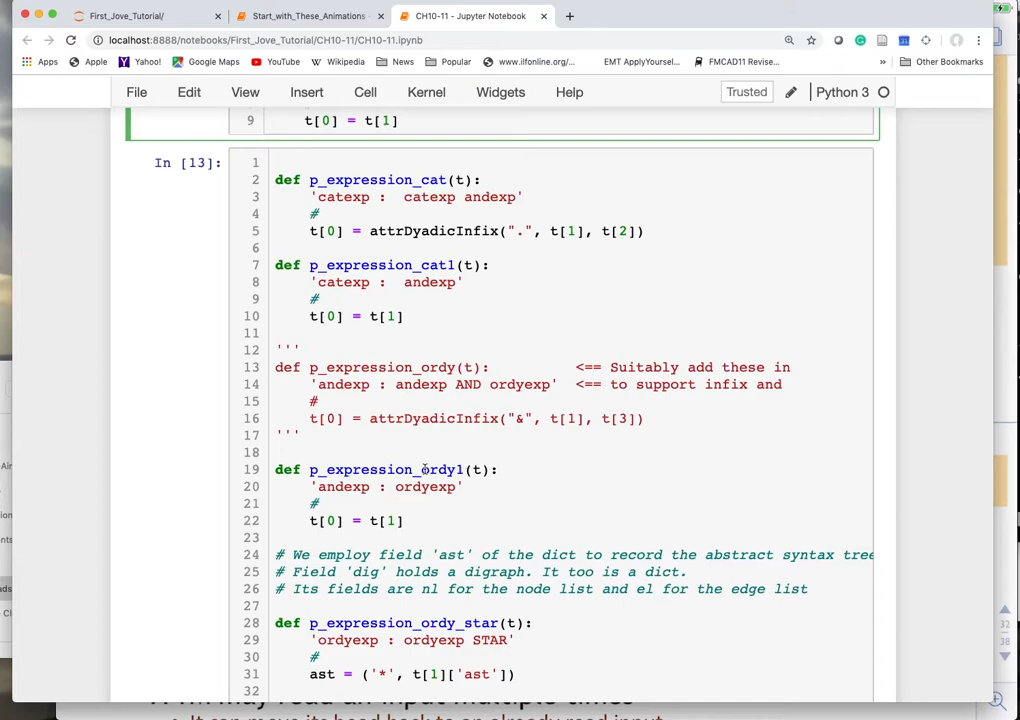 First_Jove_Tutorial/
Start_with_These_Animations -
CH10-11 - Jupyter Notebook
localhost:8888/notebooks/First_Jove_Tutorial/CH10-11/CH10-11.ipynb
Apps Apple Yahoo! Google Maps YouTube Wikipedia News Popular www.ilfonline.org/... EMT ApplyYoursel... FMCAD11 Revise... » Other Bookmarks
File Edit View Insert Cell Kernel Widgets Help Trusted Python 3
9 t[0] = t[1]
In [13]:
1
2 def p_expression_cat(t):
3 'catexp :  catexp andexp'
4 #
5 t[0] = attrDyadicInfix(".", t[1], t[2])
6
7 def p_expression_cat1(t):
8 'catexp :  andexp'
9 #
10 t[0] = t[1]
11
12 '''
13 def p_expression_ordy(t): <== Suitably add these in
14 'andexp : andexp AND ordyexp' <== to support infix and
15 #
16 t[0] = attrDyadicInfix("&", t[1], t[3])
17 '''
18
19 def p_expression_ordy1(t):
20 'andexp : ordyexp'
21 #
22 t[0] = t[1]
23
24 # We employ field 'ast' of the dict to record the abstract syntax tree
25 # Field 'dig' holds a digraph. It too is a dict.
26 # Its fields are nl for the node list and el for the edge list
27
28 def p_expression_ordy_star(t):
29 'ordyexp : ordyexp STAR'
30 #
31 ast = ('*', t[1]['ast'])
32
32
38